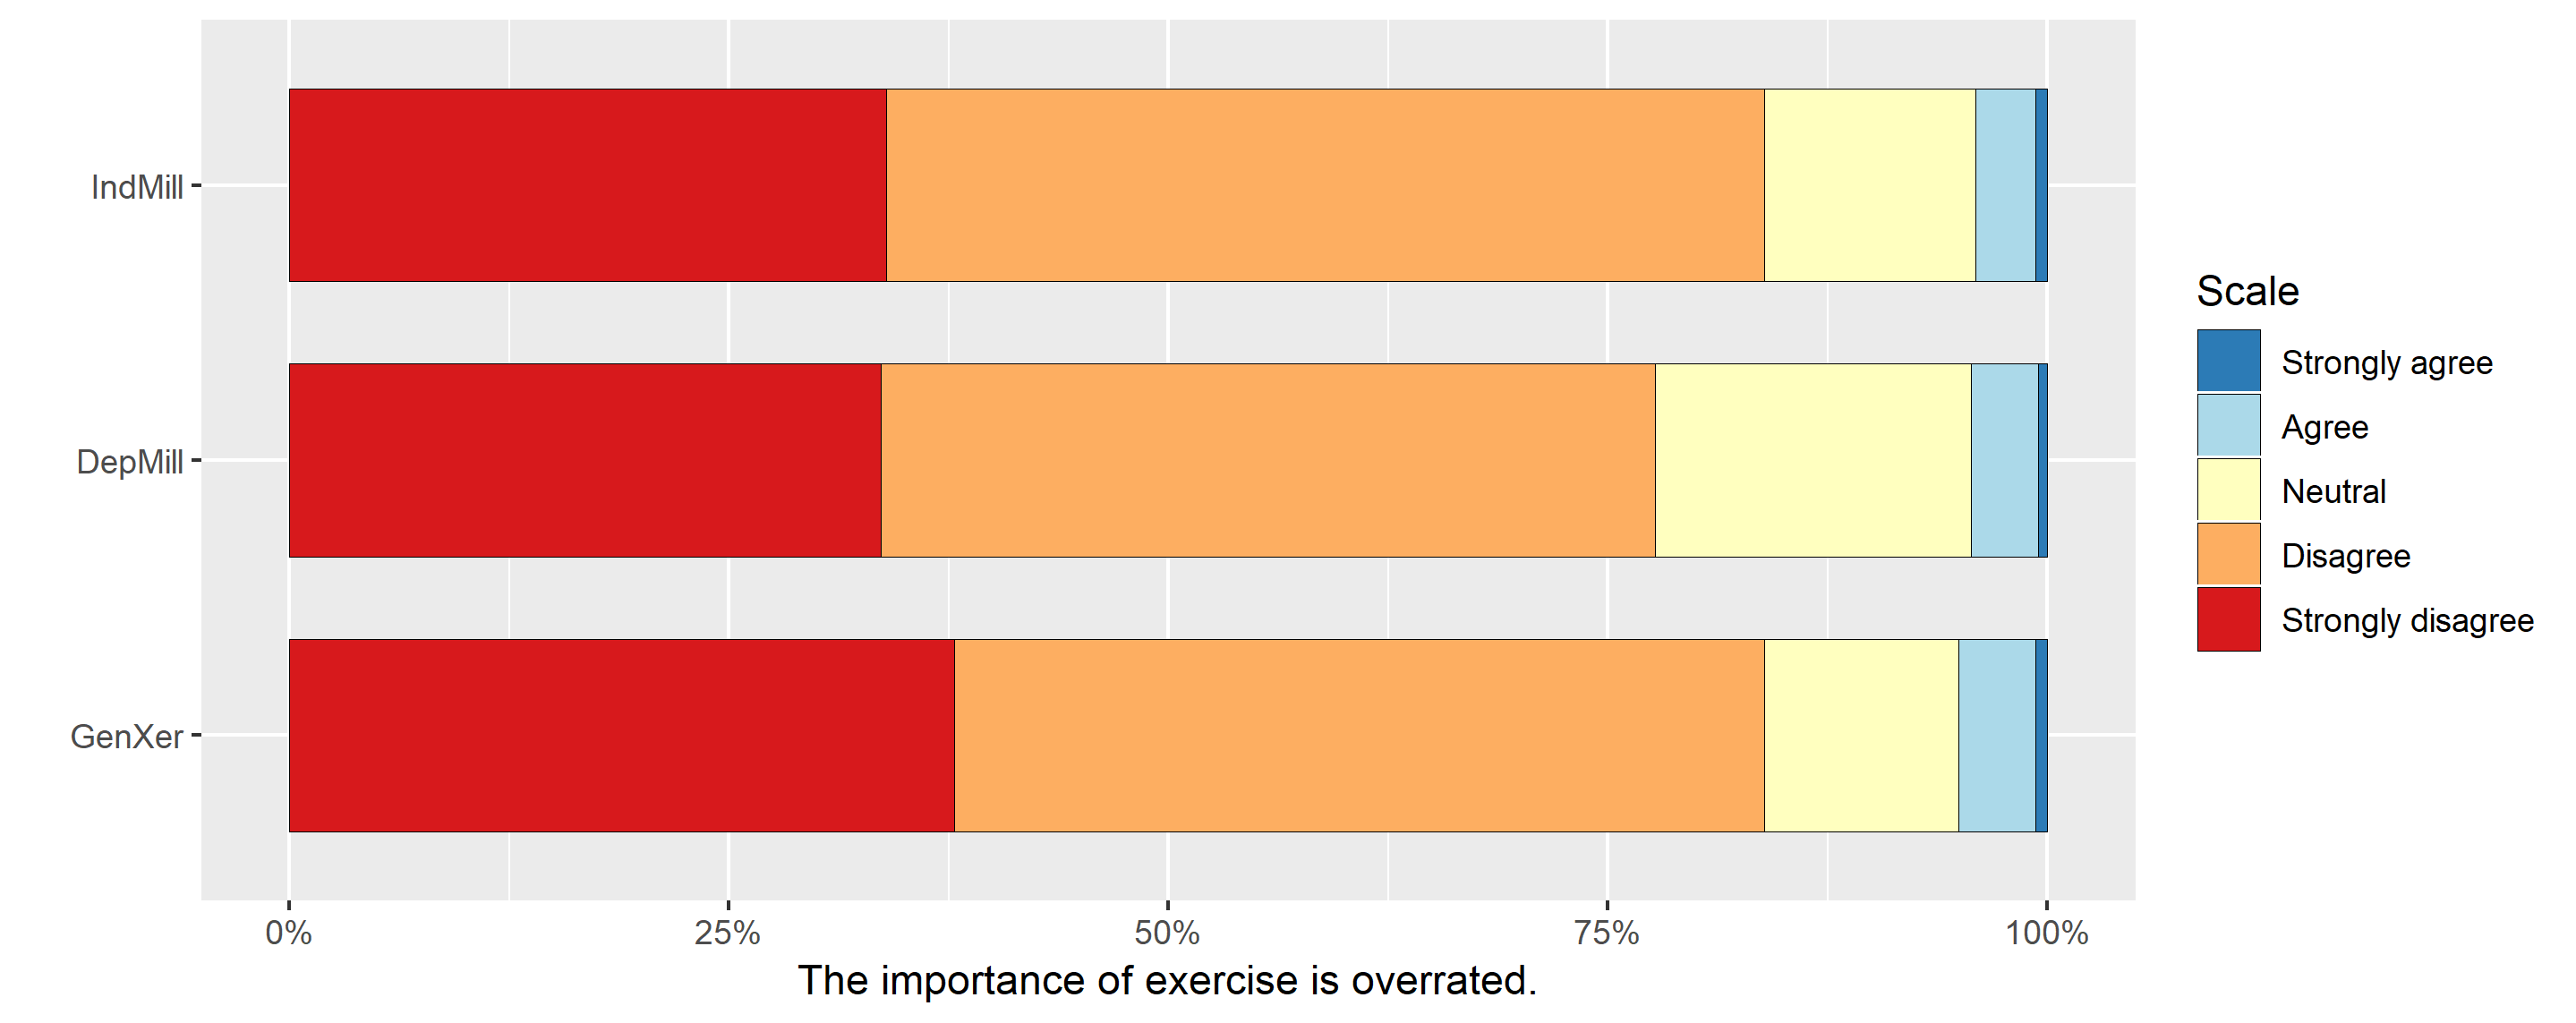 IndMill
DepMill
GenXer
0%
25%
50%
75%
100%
The importance of exercise is overrated.
Scale
Strongly agree
Agree
Neutral
Disagree
Strongly disagree